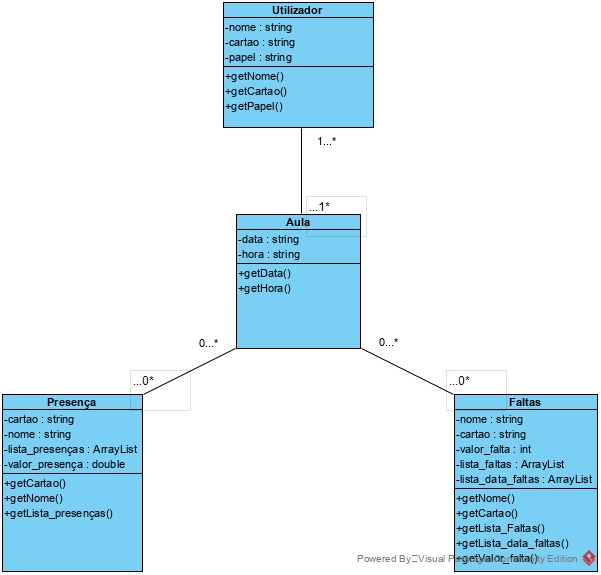 Utilizador
-nome : string
-cartao : string
-papel : string
+getNome()
+getCartao()
+getPapel()
1...*
...1*
Aula
-data : string
-hora : string
+getData()
+getHora()
0...*
0...*
...0*
...0*
Presença
-cartao : string
-nome : string
-lista_presenças : ArrayList
-valor_presença : double
+getCartao()
+getNome()
+getLista_presenças()
Faltas
-nome : string
-cartao : string
-valor_falta : int
-lista_faltas : ArrayList
-lista_data_faltas : ArrayList
+getNome()
+getCartao()
+getLista_Faltas()
+getLista_data_faltas()
+getValor_falta()
Powered By Visual Paradigm Community Edition